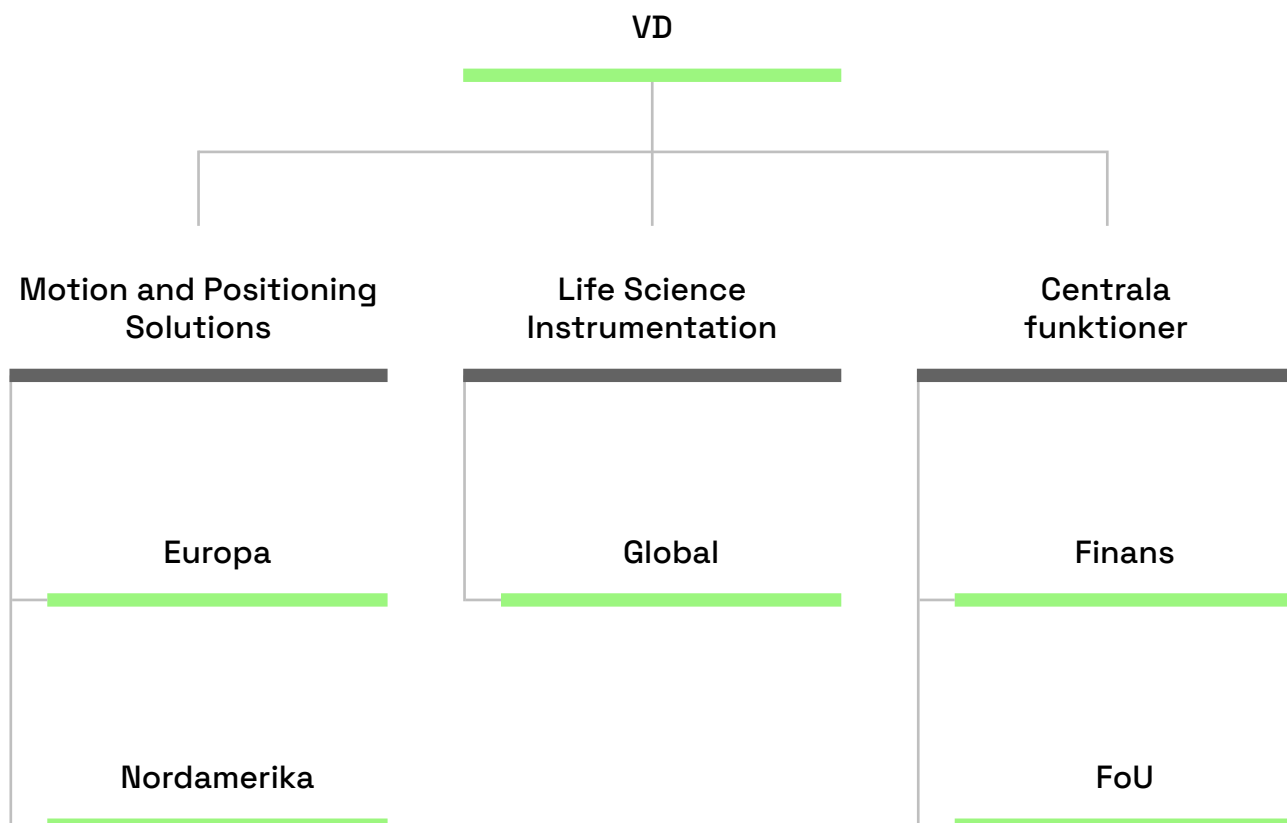 VD
Motion and Positioning
Solutions
Life Science
Instrumentation
Centrala
funktioner
Europa
Global
Finans
Nordamerika
FoU